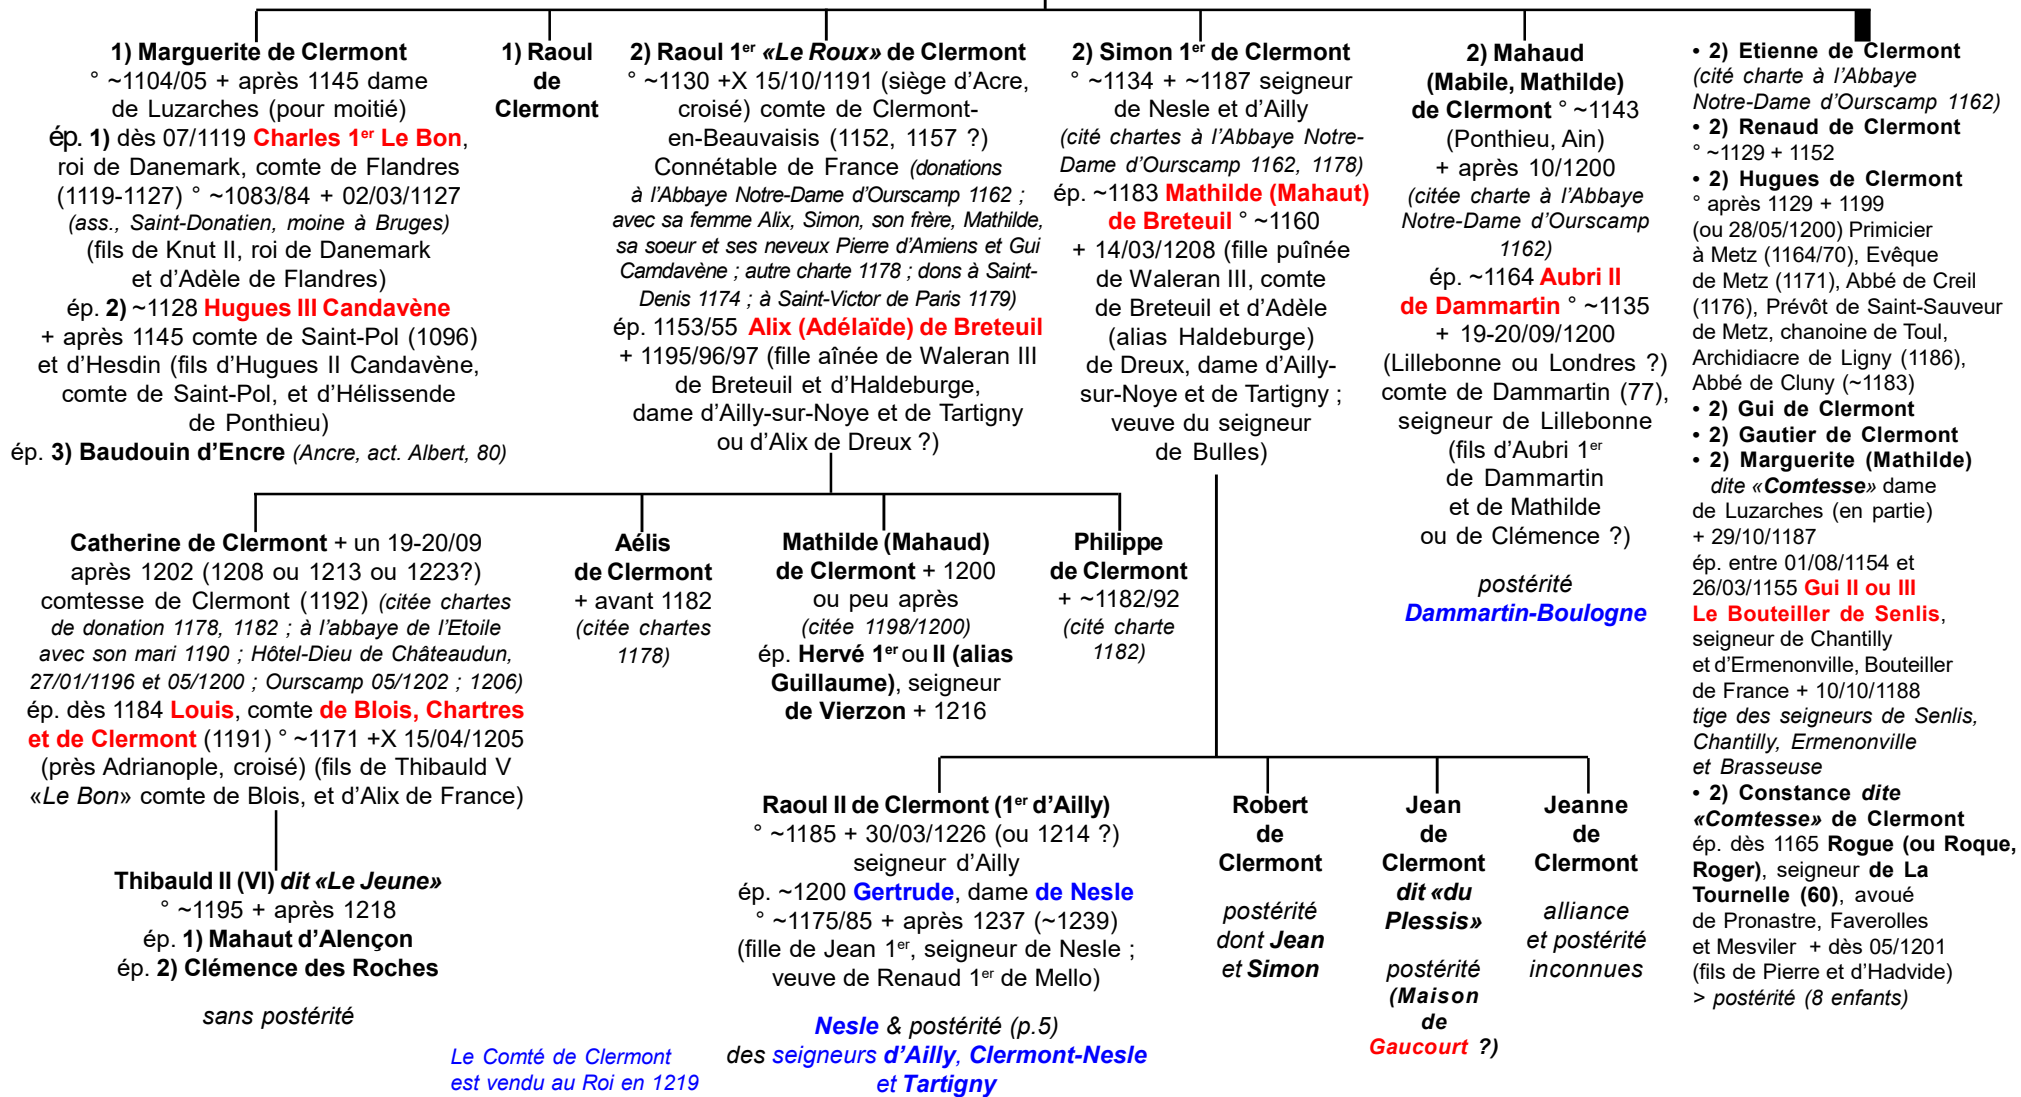 1) Marguerite de Clermont
° ~1104/05 + après 1145 dame
de Luzarches (pour moitié)
ép. 1) dès 07/1119 Charles 1er Le Bon,
roi de Danemark, comte de Flandres
(1119-1127) ° ~1083/84 + 02/03/1127
(ass., Saint-Donatien, moine à Bruges)
(fils de Knut II, roi de Danemark
et d’Adèle de Flandres)
ép. 2) ~1128 Hugues III Candavène
+ après 1145 comte de Saint-Pol (1096)
et d’Hesdin (fils d’Hugues II Candavène,
comte de Saint-Pol, et d’Hélissende
de Ponthieu)
ép. 3) Baudouin d’Encre (Ancre, act. Albert, 80)
1) Raoul
de
Clermont
2) Raoul 1er «Le Roux» de Clermont
° ~1130 +X 15/10/1191 (siège d’Acre,
croisé) comte de Clermont-
en-Beauvaisis (1152, 1157 ?)
Connétable de France (donations
à l’Abbaye Notre-Dame d’Ourscamp 1162 ;
avec sa femme Alix, Simon, son frère, Mathilde,
sa soeur et ses neveux Pierre d’Amiens et Gui
Camdavène ; autre charte 1178 ; dons à Saint-
Denis 1174 ; à Saint-Victor de Paris 1179)
ép. 1153/55 Alix (Adélaïde) de Breteuil
+ 1195/96/97 (fille aînée de Waleran III
de Breteuil et d’Haldeburge,
dame d’Ailly-sur-Noye et de Tartigny
ou d’Alix de Dreux ?)
2) Simon 1er de Clermont
° ~1134 + ~1187 seigneur
de Nesle et d’Ailly
(cité chartes à l’Abbaye Notre-
Dame d’Ourscamp 1162, 1178)
ép. ~1183 Mathilde (Mahaut)
de Breteuil ° ~1160
+ 14/03/1208 (fille puînée
de Waleran III, comte
de Breteuil et d’Adèle
(alias Haldeburge)
de Dreux, dame d’Ailly-
sur-Noye et de Tartigny ;
veuve du seigneur
de Bulles)
2) Mahaud
(Mabile, Mathilde)
de Clermont ° ~1143
(Ponthieu, Ain)
+ après 10/1200
(citée charte à l’Abbaye
Notre-Dame d’Ourscamp
1162)
ép. ~1164 Aubri II
de Dammartin ° ~1135
+ 19-20/09/1200
(Lillebonne ou Londres ?)
comte de Dammartin (77),
seigneur de Lillebonne
(fils d’Aubri 1er
de Dammartin
et de Mathilde
ou de Clémence ?)
postérité
Dammartin-Boulogne
• 2) Etienne de Clermont
(cité charte à l’Abbaye
Notre-Dame d’Ourscamp 1162)
• 2) Renaud de Clermont
° ~1129 + 1152
• 2) Hugues de Clermont
° après 1129 + 1199
(ou 28/05/1200) Primicier
à Metz (1164/70), Evêque
de Metz (1171), Abbé de Creil
(1176), Prévôt de Saint-Sauveur
de Metz, chanoine de Toul,
Archidiacre de Ligny (1186),
Abbé de Cluny (~1183)
• 2) Gui de Clermont
• 2) Gautier de Clermont
• 2) Marguerite (Mathilde)
dite «Comtesse» dame
de Luzarches (en partie)
+ 29/10/1187
ép. entre 01/08/1154 et
26/03/1155 Gui II ou III
Le Bouteiller de Senlis,
seigneur de Chantilly
et d’Ermenonville, Bouteiller
de France + 10/10/1188
tige des seigneurs de Senlis,
Chantilly, Ermenonville
et Brasseuse
• 2) Constance dite
«Comtesse» de Clermont
ép. dès 1165 Rogue (ou Roque,
Roger), seigneur de La
Tournelle (60), avoué
de Pronastre, Faverolles
et Mesviler + dès 05/1201
(fils de Pierre et d’Hadvide)
> postérité (8 enfants)
Catherine de Clermont + un 19-20/09
après 1202 (1208 ou 1213 ou 1223?)
comtesse de Clermont (1192) (citée chartes
de donation 1178, 1182 ; à l’abbaye de l’Etoile
avec son mari 1190 ; Hôtel-Dieu de Châteaudun,
27/01/1196 et 05/1200 ; Ourscamp 05/1202 ; 1206)
ép. dès 1184 Louis, comte de Blois, Chartres
et de Clermont (1191) ° ~1171 +X 15/04/1205
(près Adrianople, croisé) (fils de Thibauld V
«Le Bon» comte de Blois, et d’Alix de France)
Aélis
de Clermont
+ avant 1182
(citée chartes
1178)
Mathilde (Mahaud)
de Clermont + 1200
ou peu après
(citée 1198/1200)
ép. Hervé 1er ou II (alias
Guillaume), seigneur
de Vierzon + 1216
Philippe
de Clermont
+ ~1182/92
(cité charte
1182)
Thibauld II (VI) dit «Le Jeune»
° ~1195 + après 1218
ép. 1) Mahaut d’Alençon
ép. 2) Clémence des Roches
sans postérité
Raoul II de Clermont (1er d’Ailly)
° ~1185 + 30/03/1226 (ou 1214 ?)
seigneur d’Ailly
ép. ~1200 Gertrude, dame de Nesle
° ~1175/85 + après 1237 (~1239)
(fille de Jean 1er, seigneur de Nesle ;
veuve de Renaud 1er de Mello)
Nesle & postérité (p.5)
des seigneurs d’Ailly, Clermont-Nesle
et Tartigny
Robert
de
Clermont
postérité
dont Jean
et Simon
Jean
de
Clermont
dit «du
Plessis»
postérité
(Maison
de
Gaucourt ?)
Jeanne
de
Clermont
alliance
et postérité
inconnues
Le Comté de Clermont
est vendu au Roi en 1219